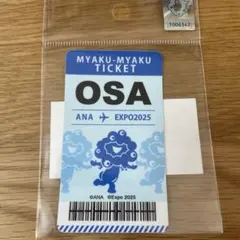 MYAKU-MYAKU
TICKET
OSA
ANA ✈ EXPO2025
©ANA ©Expo 2025